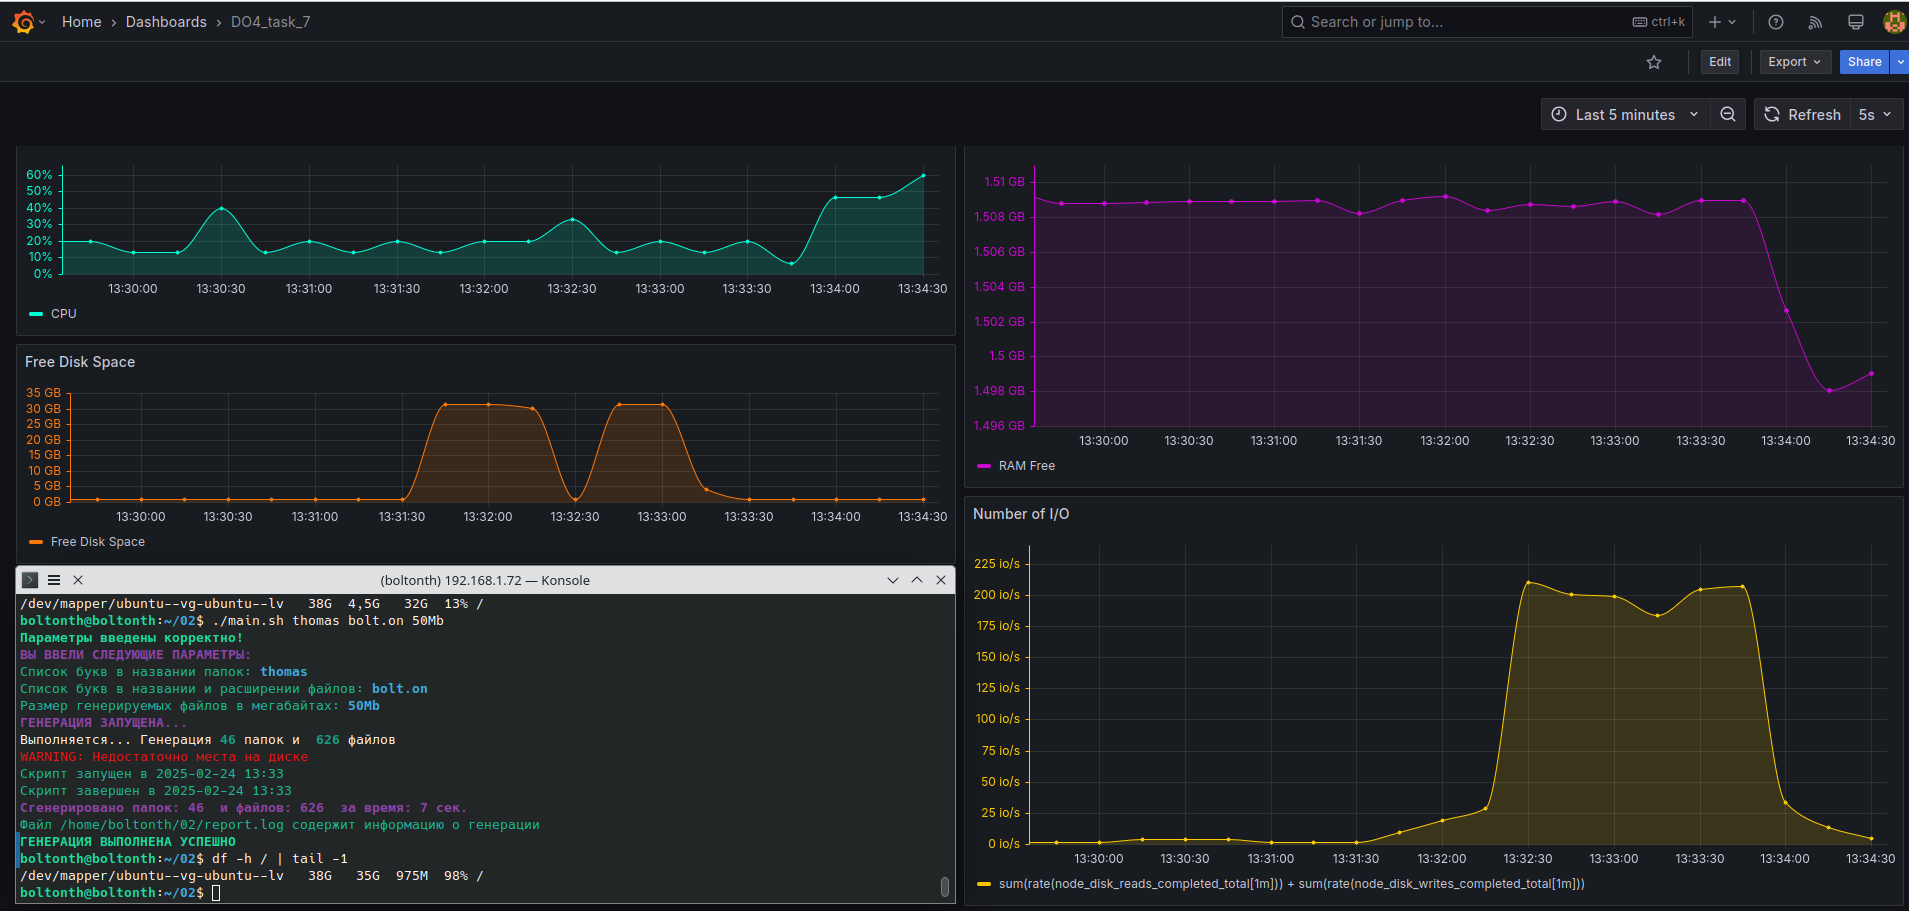 Home › Dashboards › DO4_task_7
Search or jump to... ctrl+k
Edit Export Share
Last 5 minutes Refresh 5s
60%
50%
40%
30%
20%
10%
0%
13:30:00 13:30:30 13:31:00 13:31:30 13:32:00 13:32:30 13:33:00 13:33:30 13:34:00 13:34:30
CPU
1.51 GB
1.508 GB
1.506 GB
1.504 GB
1.502 GB
1.5 GB
1.498 GB
1.496 GB
13:30:00 13:30:30 13:31:00 13:31:30 13:32:00 13:32:30 13:33:00 13:33:30 13:34:00 13:34:30
RAM Free
Free Disk Space
35 GB
30 GB
25 GB
20 GB
15 GB
10 GB
5 GB
0 GB
13:30:00 13:30:30 13:31:00 13:31:30 13:32:00 13:32:30 13:33:00 13:33:30 13:34:00 13:34:30
Free Disk Space
Number of I/O
225 io/s
200 io/s
175 io/s
150 io/s
125 io/s
100 io/s
75 io/s
50 io/s
25 io/s
0 io/s
13:30:00 13:30:30 13:31:00 13:31:30 13:32:00 13:32:30 13:33:00 13:33:30 13:34:00 13:34:30
sum(rate(node_disk_reads_completed_total[1m])) + sum(rate(node_disk_writes_completed_total[1m]))
(boltonth) 192.168.1.72 — Konsole
/dev/mapper/ubuntu--vg-ubuntu--lv 38G 4,5G 32G 13% /
boltonth@boltonth:~/02$ ./main.sh thomas bolt.on 50Mb
Параметры введены корректно!
ВЫ ВВЕЛИ СЛЕДУЮЩИЕ ПАРАМЕТРЫ:
Список букв в названии папок: thomas
Список букв в названии и расширении файлов: bolt.on
Размер генерируемых файлов в мегабайтах: 50Mb
ГЕНЕРАЦИЯ ЗАПУЩЕНА...
Выполняется... Генерация 46 папок и 626 файлов
WARNING: Недостаточно места на диске
Скрипт запущен в 2025-02-24 13:33
Скрипт завершен в 2025-02-24 13:33
Сгенерировано папок: 46 и файлов: 626 за время: 7 сек.
Файл /home/boltonth/02/report.log содержит информацию о генерации
ГЕНЕРАЦИЯ ВЫПОЛНЕНА УСПЕШНО
boltonth@boltonth:~/02$ df -h / | tail -1
/dev/mapper/ubuntu--vg-ubuntu--lv 38G 35G 975M 98% /
boltonth@boltonth:~/02$